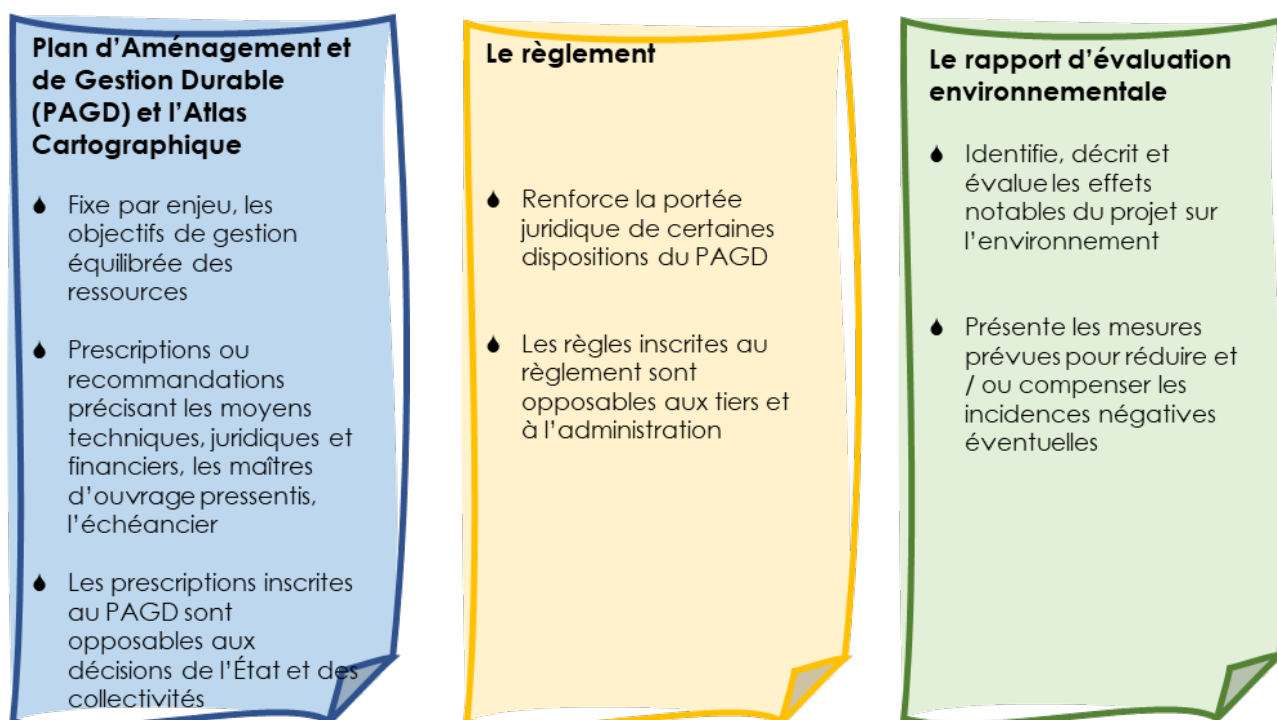 Plan d’Aménagement et
de Gestion Durable
(PAGD) et l’Atlas
Cartographique
Fixe par enjeu, les
objectifs de gestion
équilibrée des
ressources
Prescriptions ou
recommandations
précisant les moyens
techniques, juridiques et
financiers, les maîtres
d’ouvrage pressentis,
l’échéancier
Les prescriptions inscrites
au PAGD sont
opposables aux
décisions de l’État et des
collectivités
Le règlement
Renforce la portée
juridique de certaines
dispositions du PAGD
Les règles inscrites au
règlement sont
opposables aux tiers et
à l’administration
Le rapport d’évaluation
environnementale
Identifie, décrit et
évalue les effets
notables du projet sur
l’environnement
Présente les mesures
prévues pour réduire et
/ ou compenser les
incidences négatives
éventuelles